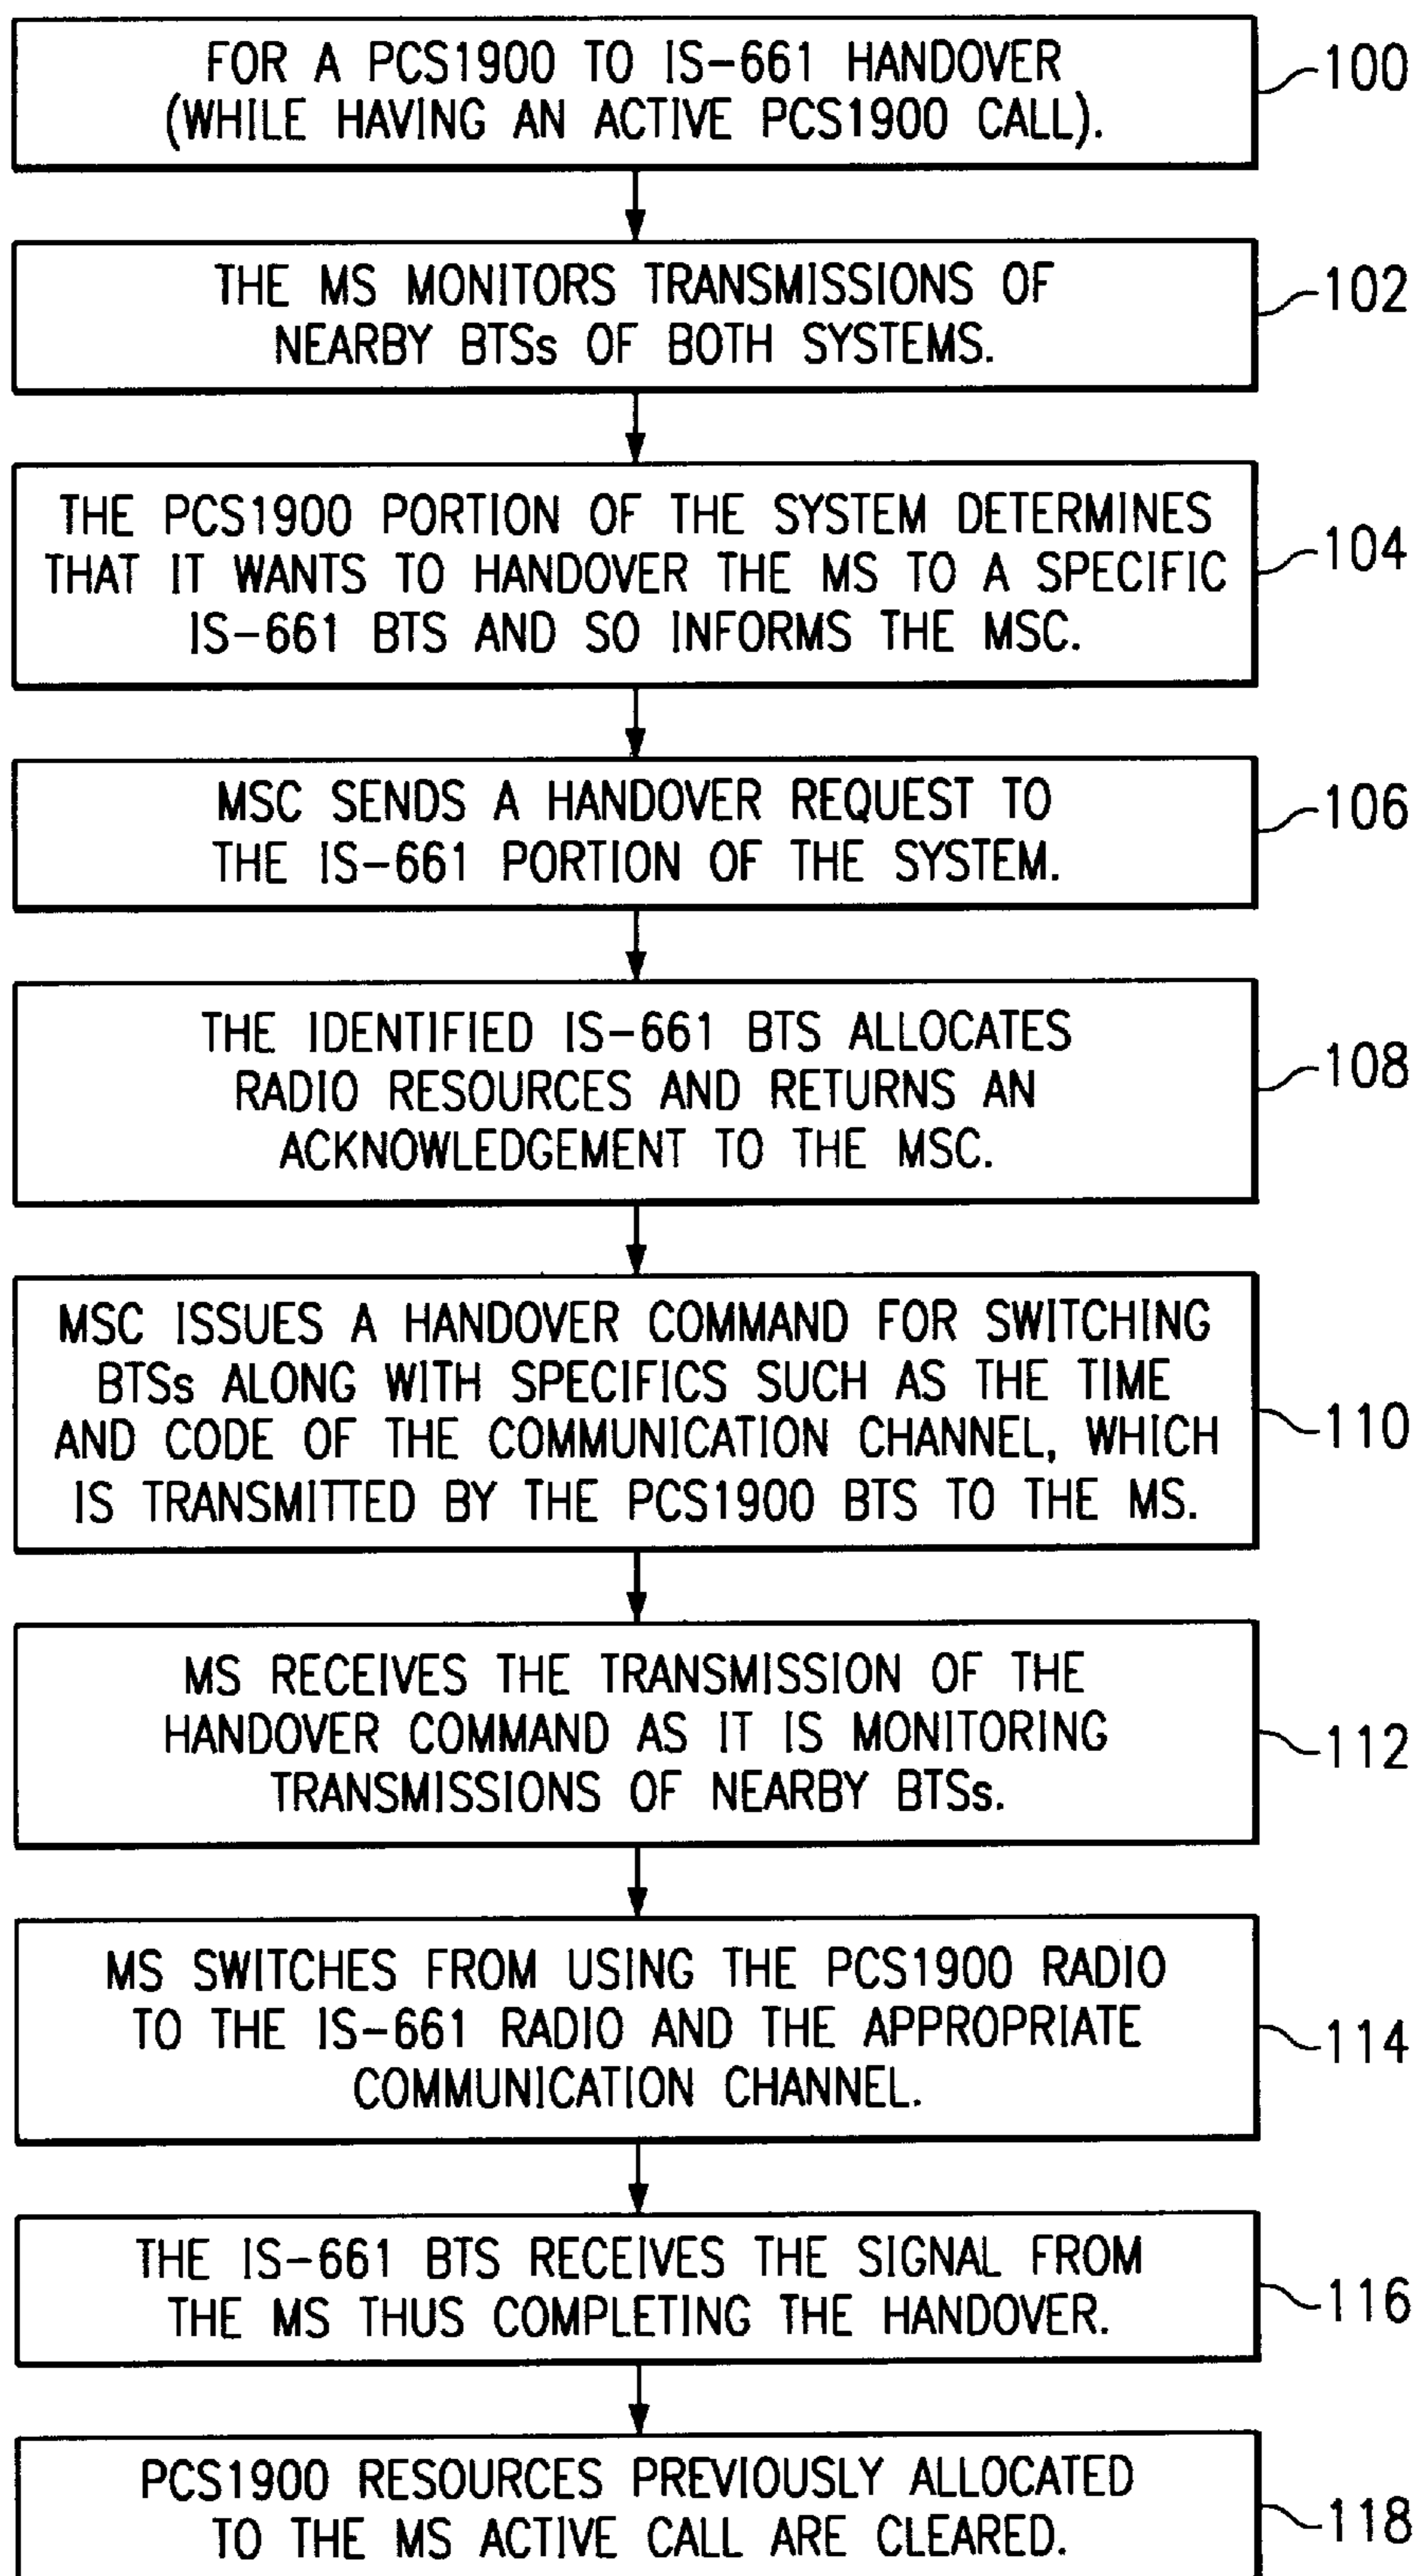 FOR A PCS1900 TO IS-661 HANDOVER
(WHILE HAVING AN ACTIVE PCS1900 CALL).
100
THE MS MONITORS TRANSMISSIONS OF
NEARBY BTSs OF BOTH SYSTEMS.
102
THE PCS1900 PORTION OF THE SYSTEM DETERMINES
THAT IT WANTS TO HANDOVER THE MS TO A SPECIFIC
IS-661 BTS AND SO INFORMS THE MSC.
104
MSC SENDS A HANDOVER REQUEST TO
THE IS-661 PORTION OF THE SYSTEM.
106
THE IDENTIFIED IS-661 BTS ALLOCATES
RADIO RESOURCES AND RETURNS AN
ACKNOWLEDGEMENT TO THE MSC.
108
MSC ISSUES A HANDOVER COMMAND FOR SWITCHING
BTSs ALONG WITH SPECIFICS SUCH AS THE TIME
AND CODE OF THE COMMUNICATION CHANNEL, WHICH
IS TRANSMITTED BY THE PCS1900 BTS TO THE MS.
110
MS RECEIVES THE TRANSMISSION OF THE
HANDOVER COMMAND AS IT IS MONITORING
TRANSMISSIONS OF NEARBY BTSs.
112
MS SWITCHES FROM USING THE PCS1900 RADIO
TO THE IS-661 RADIO AND THE APPROPRIATE
COMMUNICATION CHANNEL.
114
THE IS-661 BTS RECEIVES THE SIGNAL FROM
THE MS THUS COMPLETING THE HANDOVER.
116
PCS1900 RESOURCES PREVIOUSLY ALLOCATED
TO THE MS ACTIVE CALL ARE CLEARED.
118